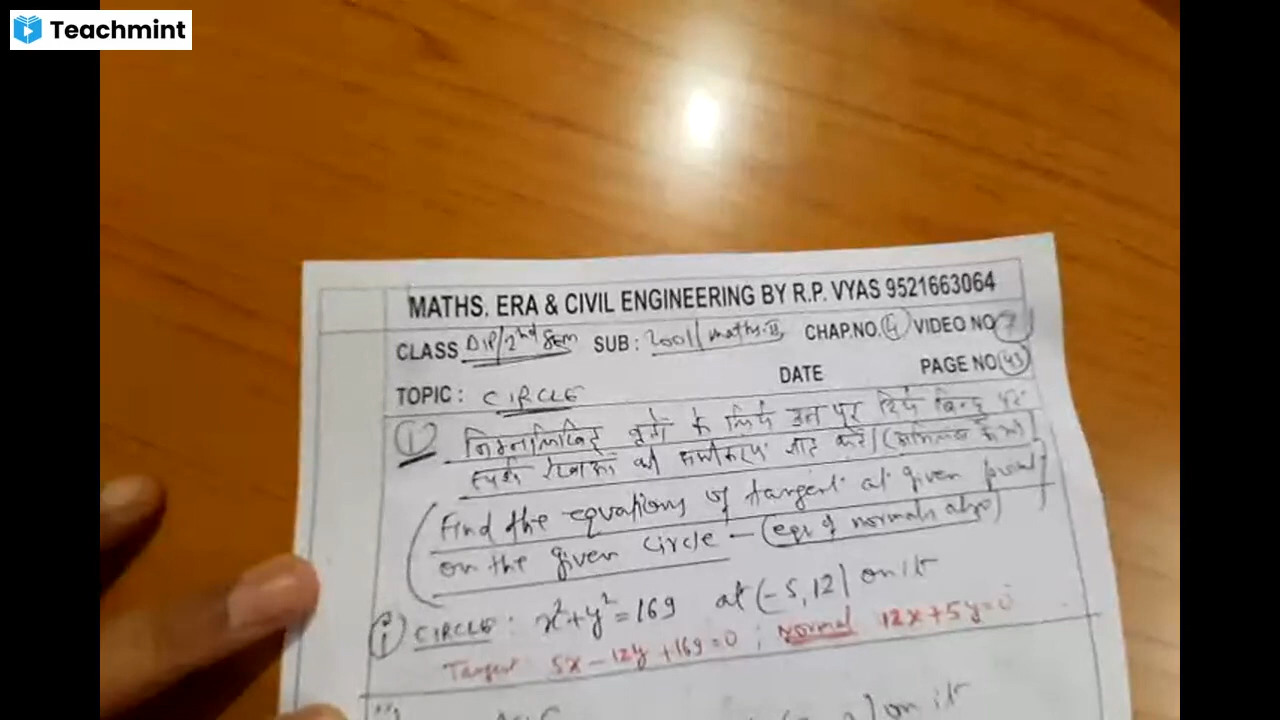 Teachmint
MATHS. ERA & CIVIL ENGINEERING BY R.P. VYAS 9521663064
CLASS DIP/2nd SEM SUB : 2001/maths.II CHAP.NO. 4 VIDEO NO 7
TOPIC : CIRCLE DATE PAGE NO 43
1 निम्नलिखित वृतों के लिये उन पर दिये बिन्दु पर
स्पर्श रेखाओं की समीकरण ज्ञात करो
(Find the equations of tangent at given point
on the given circle - (eqn of normals also)
(i) CIRCLE : x²+y²=169 at (-5,12) on it
Tangent 5x-12y+169=0 ; Normal 12x+5y=0
on it